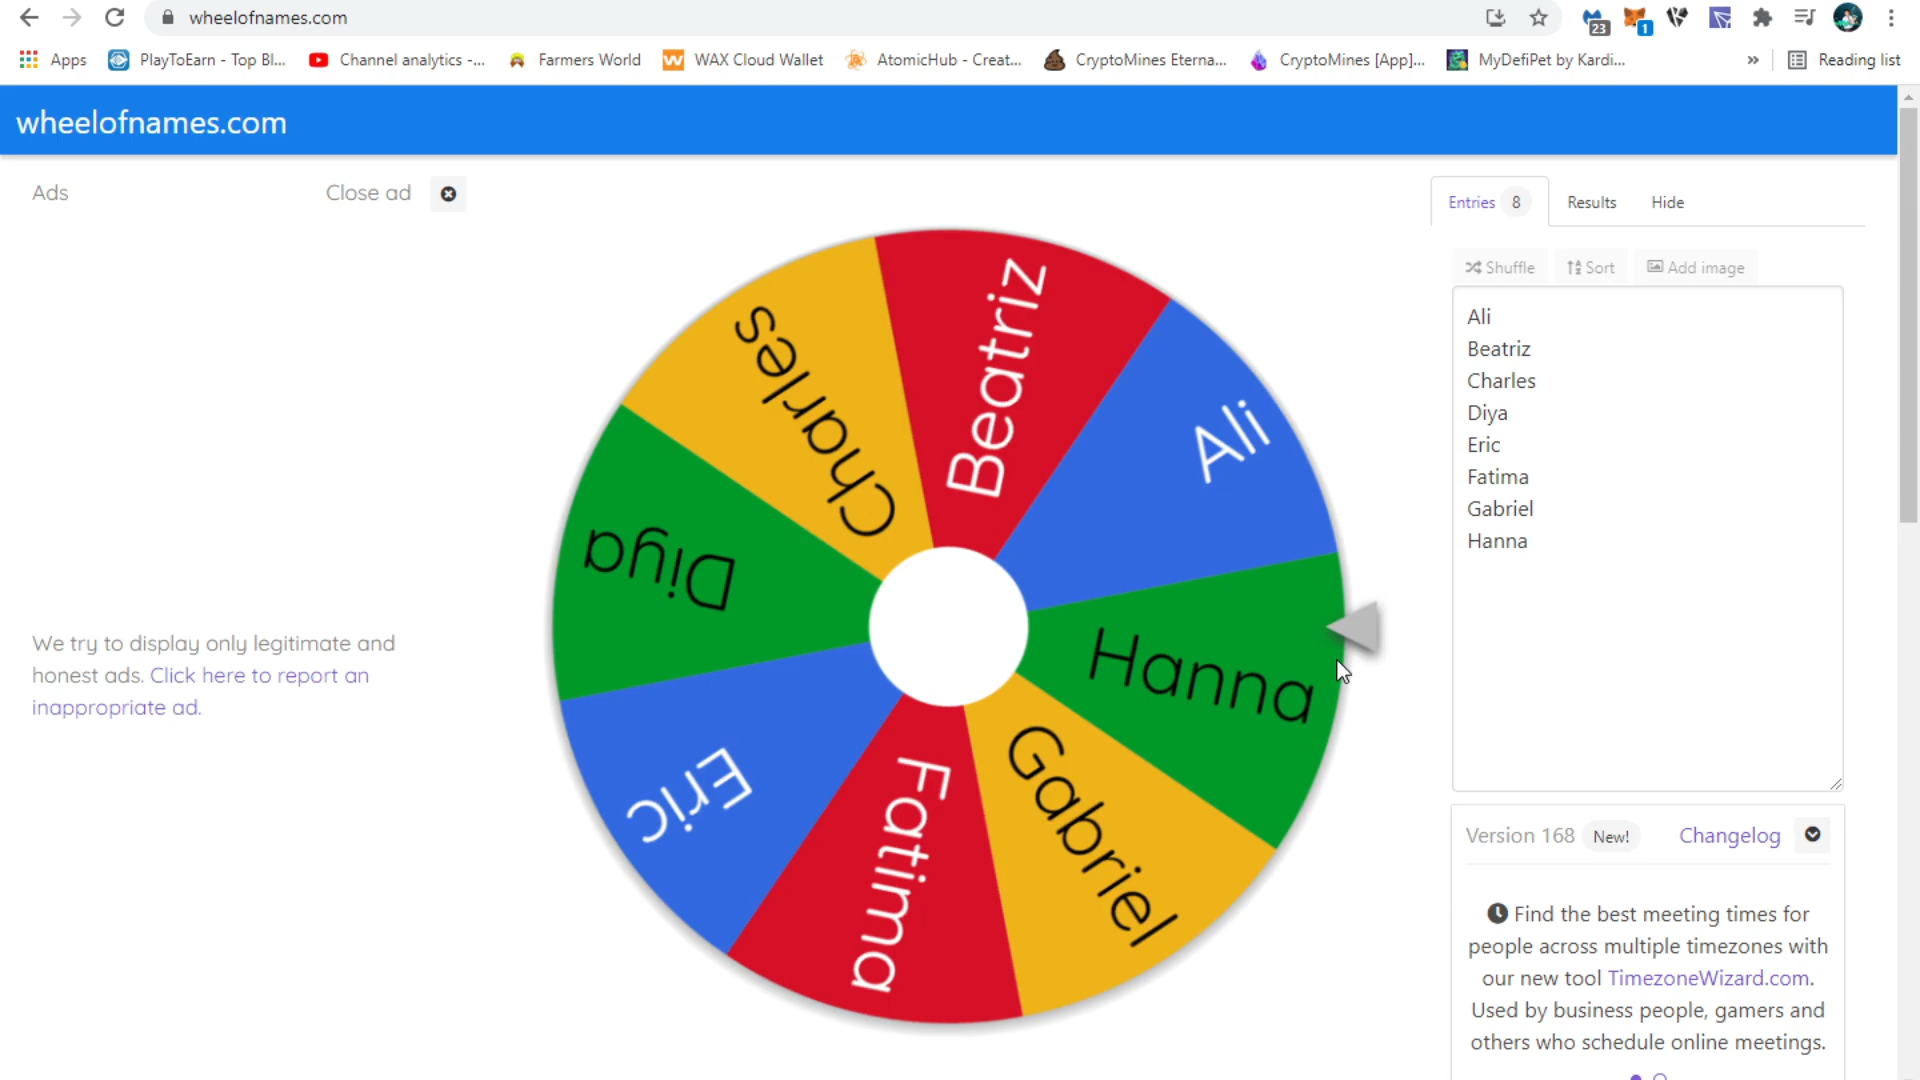 wheelofnames.com
23
1
Apps
PlayToEarn - Top Bl...
Channel analytics -...
Farmers World
WAX Cloud Wallet
AtomicHub - Creat...
CryptoMines Eterna...
CryptoMines [App]...
MyDefiPet by Kardi...
»
Reading list
wheelofnames.com
Ads
Close ad
Entries 8
Results
Hide
Shuffle
Sort
Add image
Ali
Beatriz
Charles
Diya
Eric
Fatima
Gabriel
Hanna
Beatriz
Ali
Hanna
Gabriel
Fatima
Eric
Diya
Charles
We try to display only legitimate and
honest ads. Click here to report an
inappropriate ad.
Version 168
New!
Changelog
Find the best meeting times for
people across multiple timezones with
our new tool TimezoneWizard.com.
Used by business people, gamers and
others who schedule online meetings.